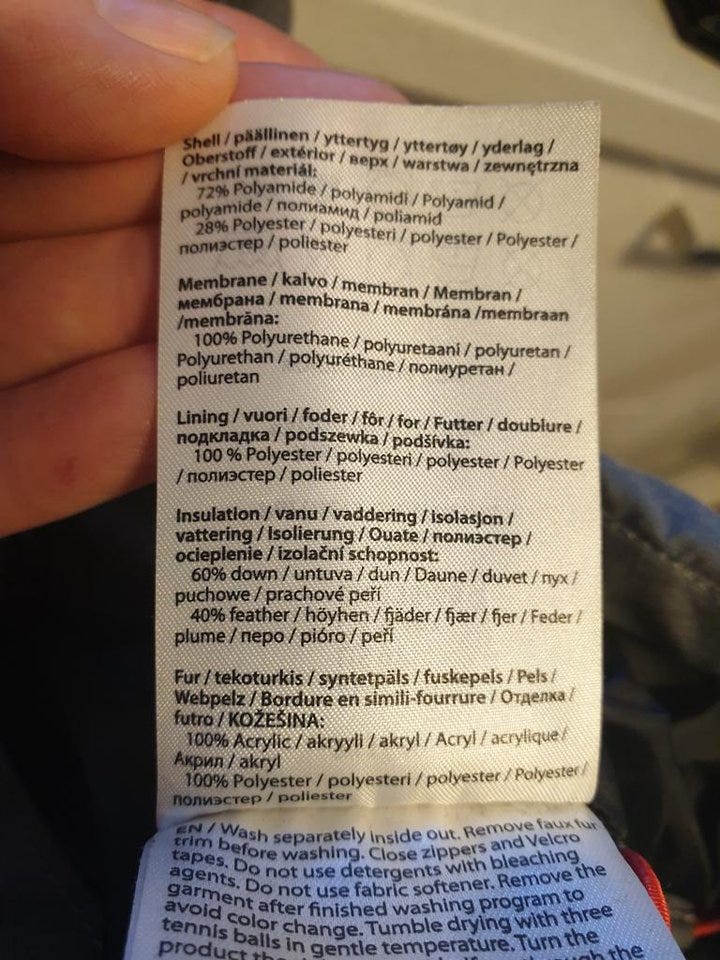 Shell / päällinen / yttertyg / yttertøy / yderlag /
Oberstoff / extérior / верх / warstwa / zewnętrzna
/ vrchní materiál:
72% Polyamide / polyamidi / Polyamid /
polyamide / полиамид / poliamid
28% Polyester / polyesteri / polyester / Polyester /
полиэстер / poliester
Membrane / kalvo / membran / Membran /
мембрана / membrana / membrána /membraan
/membrāna:
100% Polyurethane / polyuretaani / polyuretan /
Polyurethan / polyuréthane / полиуретан /
poliuretan
Lining / vuori / foder / fôr / for / Futter / doublure /
подкладка / podszewka / podšívka:
100 % Polyester / polyesteri / polyester / Polyester
/ полиэстер / poliester
Insulation / vanu / vaddering / isolasjon /
vattering / Isolierung / Ouate / полиэстер /
ocieplenie / izolační schopnost:
60% down / untuva / dun / Daune / duvet / пух /
puchowe / prachové peří
40% feather / höyhen / fjäder / fjær / fjer / Feder /
plume / перо / pióro / peří
Fur / tekoturkis / syntetpäls / fuskepels / Pels /
Webpelz / Bordure en simili-fourrure / Отделка /
futro / KOŽEŠINA:
100% Acrylic / akryyli / akryl / Acryl / acrylique /
Акрил / akryl
100% Polyester / polyesteri / polyester / Polyester /
полиэстер / poliester
EN / Wash separately inside out. Remove faux fur
trim before washing. Close zippers and Velcro
tapes. Do not use detergents with bleaching
agents. Do not use fabric softener. Remove the
garment after finished washing program to
avoid color change. Tumble drying with three
tennis balls in gentle temperature. Turn the
product the